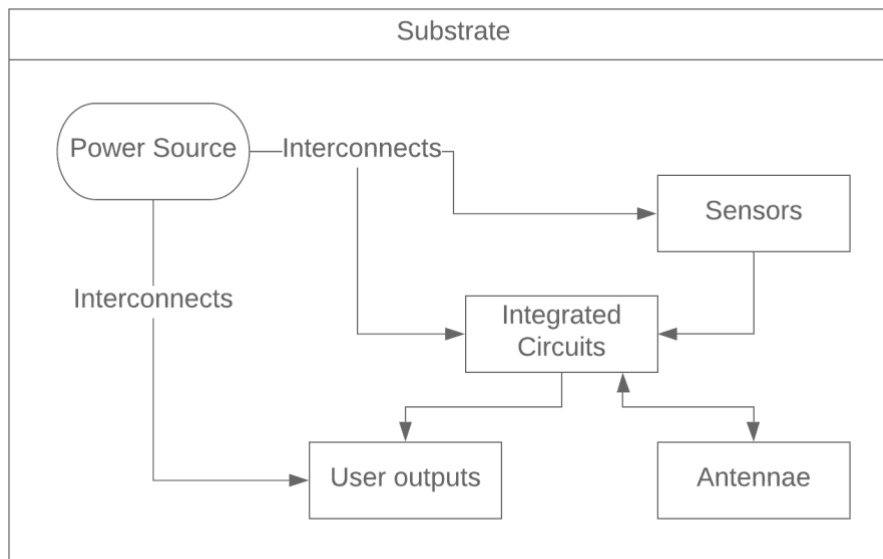 Substrate
Power Source
Interconnects
Sensors
Interconnects
Integrated
Circuits
User outputs
Antennae